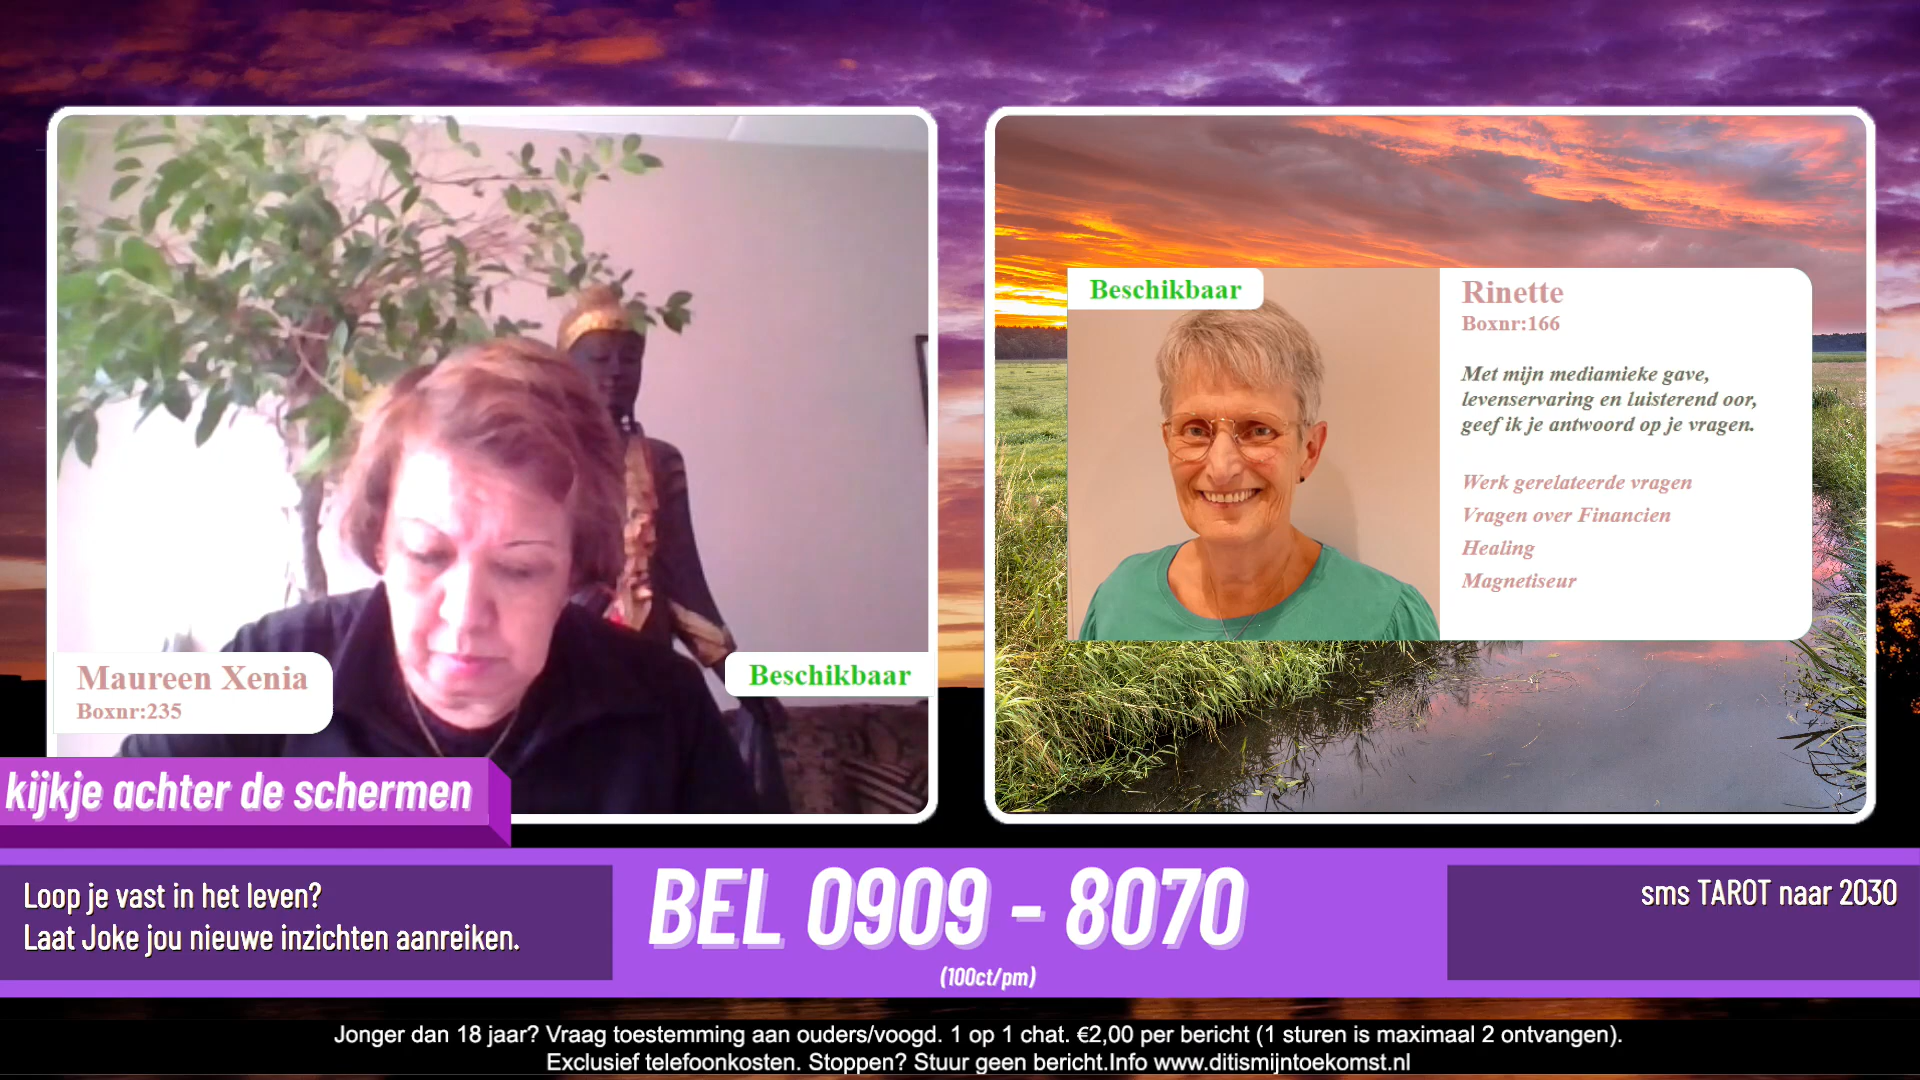 Maureen Xenia
Boxnr:235
Beschikbaar
Beschikbaar
Rinette
Boxnr:166
Met mijn mediamieke gave,
levenservaring en luisterend oor,
geef ik je antwoord op je vragen.
Werk gerelateerde vragen
Vragen over Financien
Healing
Magnetiseur
kijkje achter de schermen
Loop je vast in het leven?
Laat Joke jou nieuwe inzichten aanreiken.
BEL 0909 - 8070
(100ct/pm)
sms TAROT naar 2030
Jonger dan 18 jaar? Vraag toestemming aan ouders/voogd. 1 op 1 chat. €2,00 per bericht (1 sturen is maximaal 2 ontvangen).
Exclusief telefoonkosten. Stoppen? Stuur geen bericht.Info www.ditismijntoekomst.nl